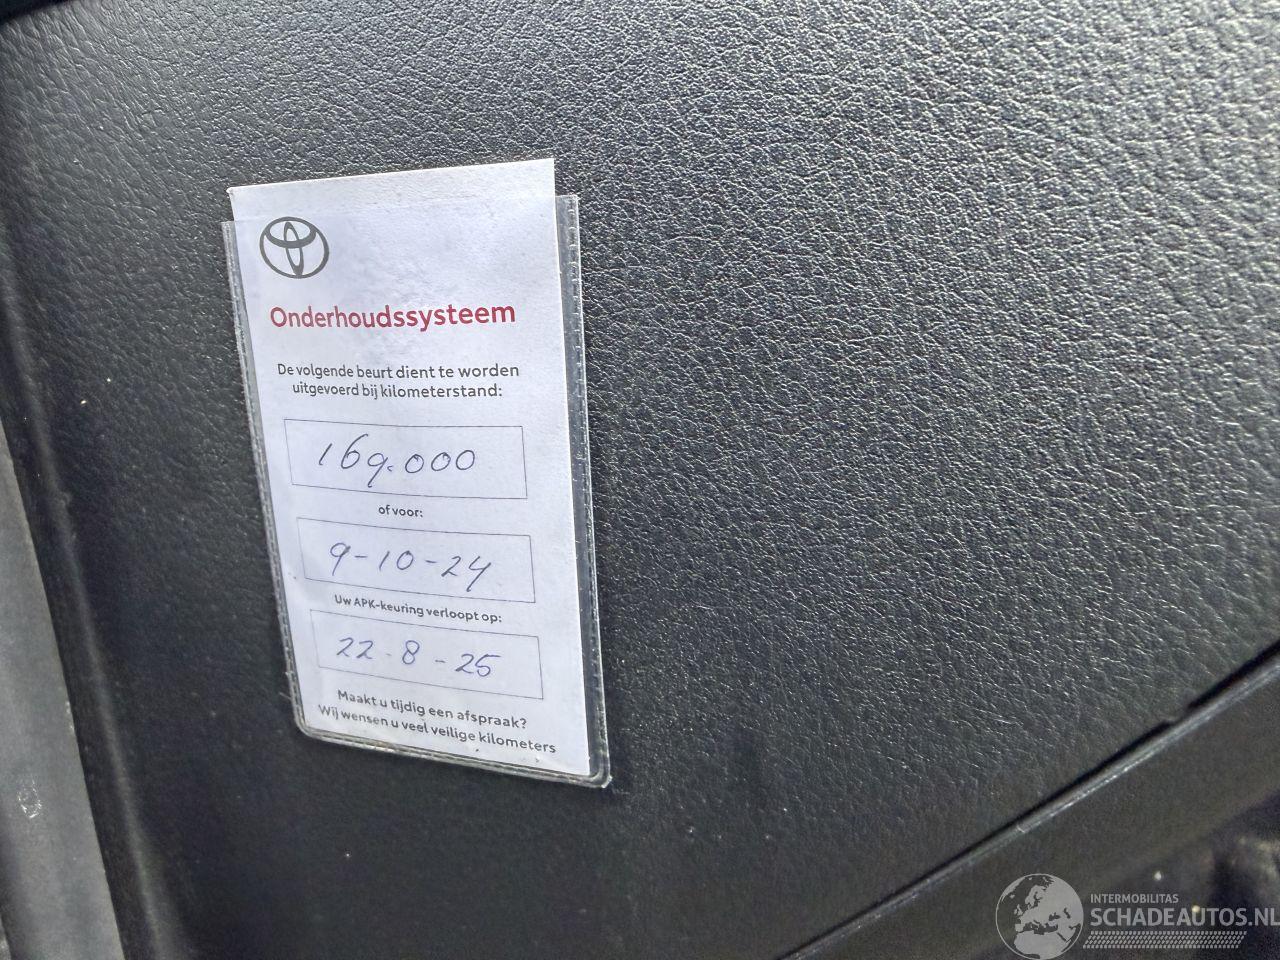 Onderhoudssysteem
De volgende beurt dient te worden
uitgevoerd bij kilometerstand:
169.000
of voor:
9-10-24
Uw APK-keuring verloopt op:
22-8-25
Maakt u tijdig een afspraak?
Wij wensen u veel veilige kilometers
INTERMOBILITAS
SCHADEAUTOS.NL